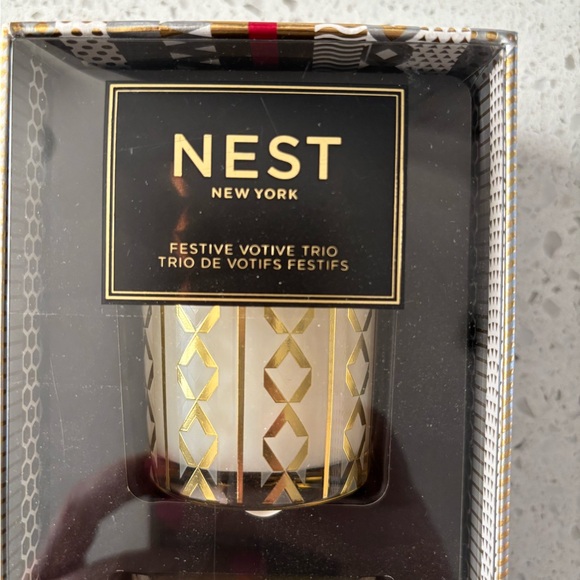 NEST
NEW YORK
FESTIVE VOTIVE TRIO
TRIO DE VOTIFS FESTIFS